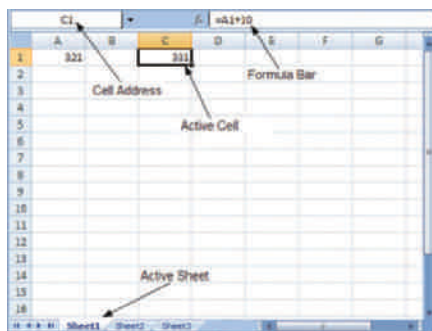 C1 fx =A1+10
A B C D E F G
1 321 331
2 Formula Bar
3 Cell Address
4
5 Active Cell
6
7
8
9
10
11
12
13
14 Active Sheet
15
16
Sheet1 Sheet2 Sheet3